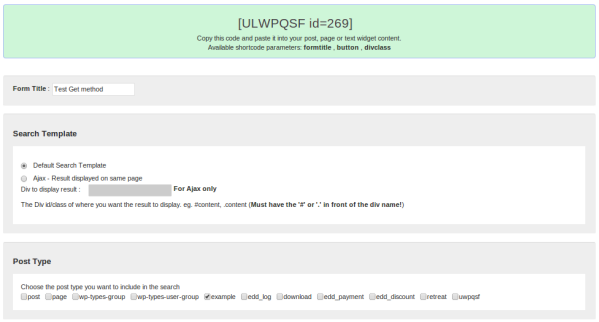 [ULWPQSF id=269]
Copy this code and paste it into your post, page or text widget content.
Available shortcode parameters: formtitle , button , divclass
Form Title : Test Get method
Search Template
Default Search Template
Ajax - Result displayed on same page
Div to display result : For Ajax only
The Div id/class of where you want the result to display. eg. #content, .content (Must have the '#' or '.' in front of the div name!)
Post Type
Choose the post type you want to include in the search
post page wp-types-group wp-types-user-group example edd_log download edd_payment edd_discount retreat uwpqsf